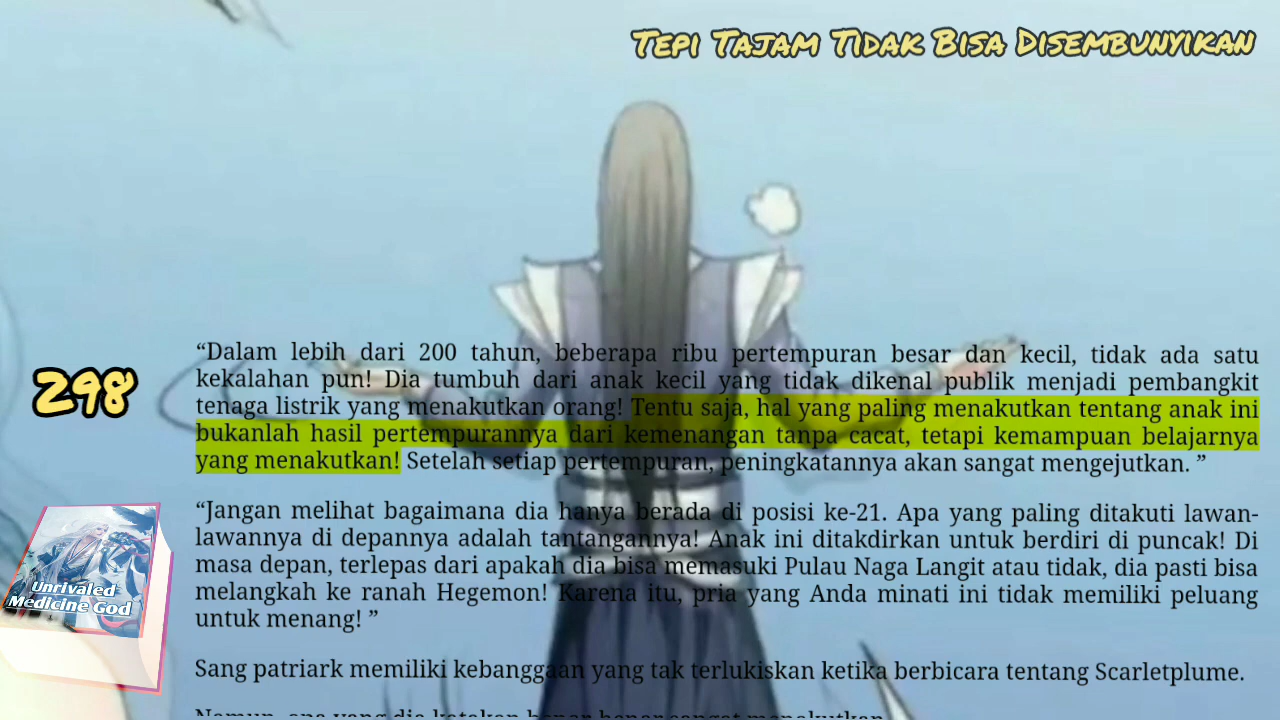 Tepi Tajam Tidak Bisa Disembunyikan
“Dalam lebih dari 200 tahun, beberapa ribu pertempuran besar dan kecil, tidak ada satu
kekalahan pun! Dia tumbuh dari anak kecil yang tidak dikenal publik menjadi pembangkit
tenaga listrik yang menakutkan orang! Tentu saja, hal yang paling menakutkan tentang anak ini
bukanlah hasil pertempurannya dari kemenangan tanpa cacat, tetapi kemampuan belajarnya
yang menakutkan! Setelah setiap pertempuran, peningkatannya akan sangat mengejutkan. ”
298
“Jangan melihat bagaimana dia hanya berada di posisi ke-21. Apa yang paling ditakuti lawan-
lawannya di depannya adalah tantangannya! Anak ini ditakdirkan untuk berdiri di puncak! Di
masa depan, terlepas dari apakah dia bisa memasuki Pulau Naga Langit atau tidak, dia pasti bisa
melangkah ke ranah Hegemon! Karena itu, pria yang Anda minati ini tidak memiliki peluang
untuk menang! ”
Unrivaled
Medicine God
Sang patriark memiliki kebanggaan yang tak terlukiskan ketika berbicara tentang Scarletplume.